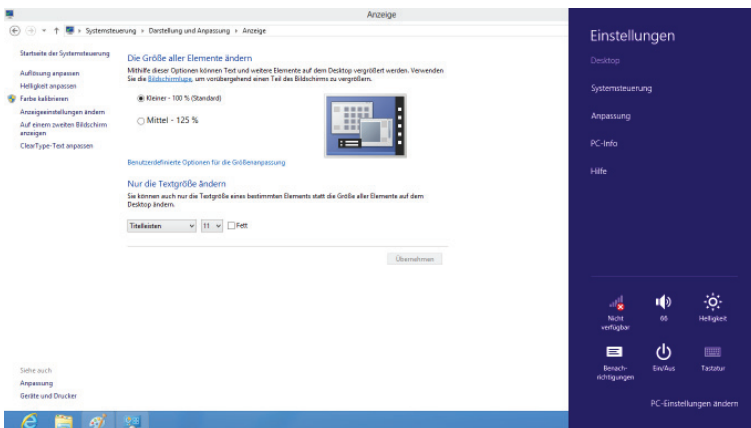 Anzeige
Systemsteuerung
Darstellung und Anpassung
Anzeige
Startseite der Systemsteuerung
Auflösung anpassen
Helligkeit anpassen
Farbe kalibrieren
Anzeigeeinstellungen ändern
Auf einem zweiten Bildschirm
anzeigen
ClearType-Text anpassen
Die Größe aller Elemente ändern
Mithilfe dieser Optionen können Text und weitere Elemente auf dem Desktop vergrößert werden. Verwenden
Sie die Bildschirmlupe, um vorübergehend einen Teil des Bildschirms zu vergrößern.
Kleiner - 100 % (Standard)
Mittel - 125 %
Benutzerdefinierte Optionen für die Größenanpassung
Nur die Textgröße ändern
Sie können auch nur die Textgröße eines bestimmten Elements statt die Größe aller Elemente auf dem
Desktop ändern.
Titelleisten 11 Fett
Übernehmen
Siehe auch
Anpassung
Geräte und Drucker
Einstellungen
Desktop
Systemsteuerung
Anpassung
PC-Info
Hilfe
Nicht
verfügbar
66
Helligkeit
Benach-
richtigungen
Ein/Aus
Tastatur
PC-Einstellungen ändern